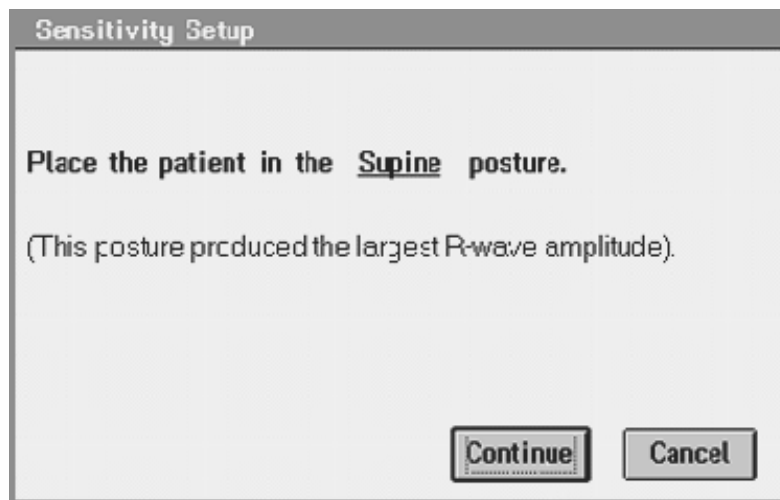 Sensitivity Setup
Place the patient in the Supine posture.
(This posture produced the largest R-wave amplitude).
Continue Cancel